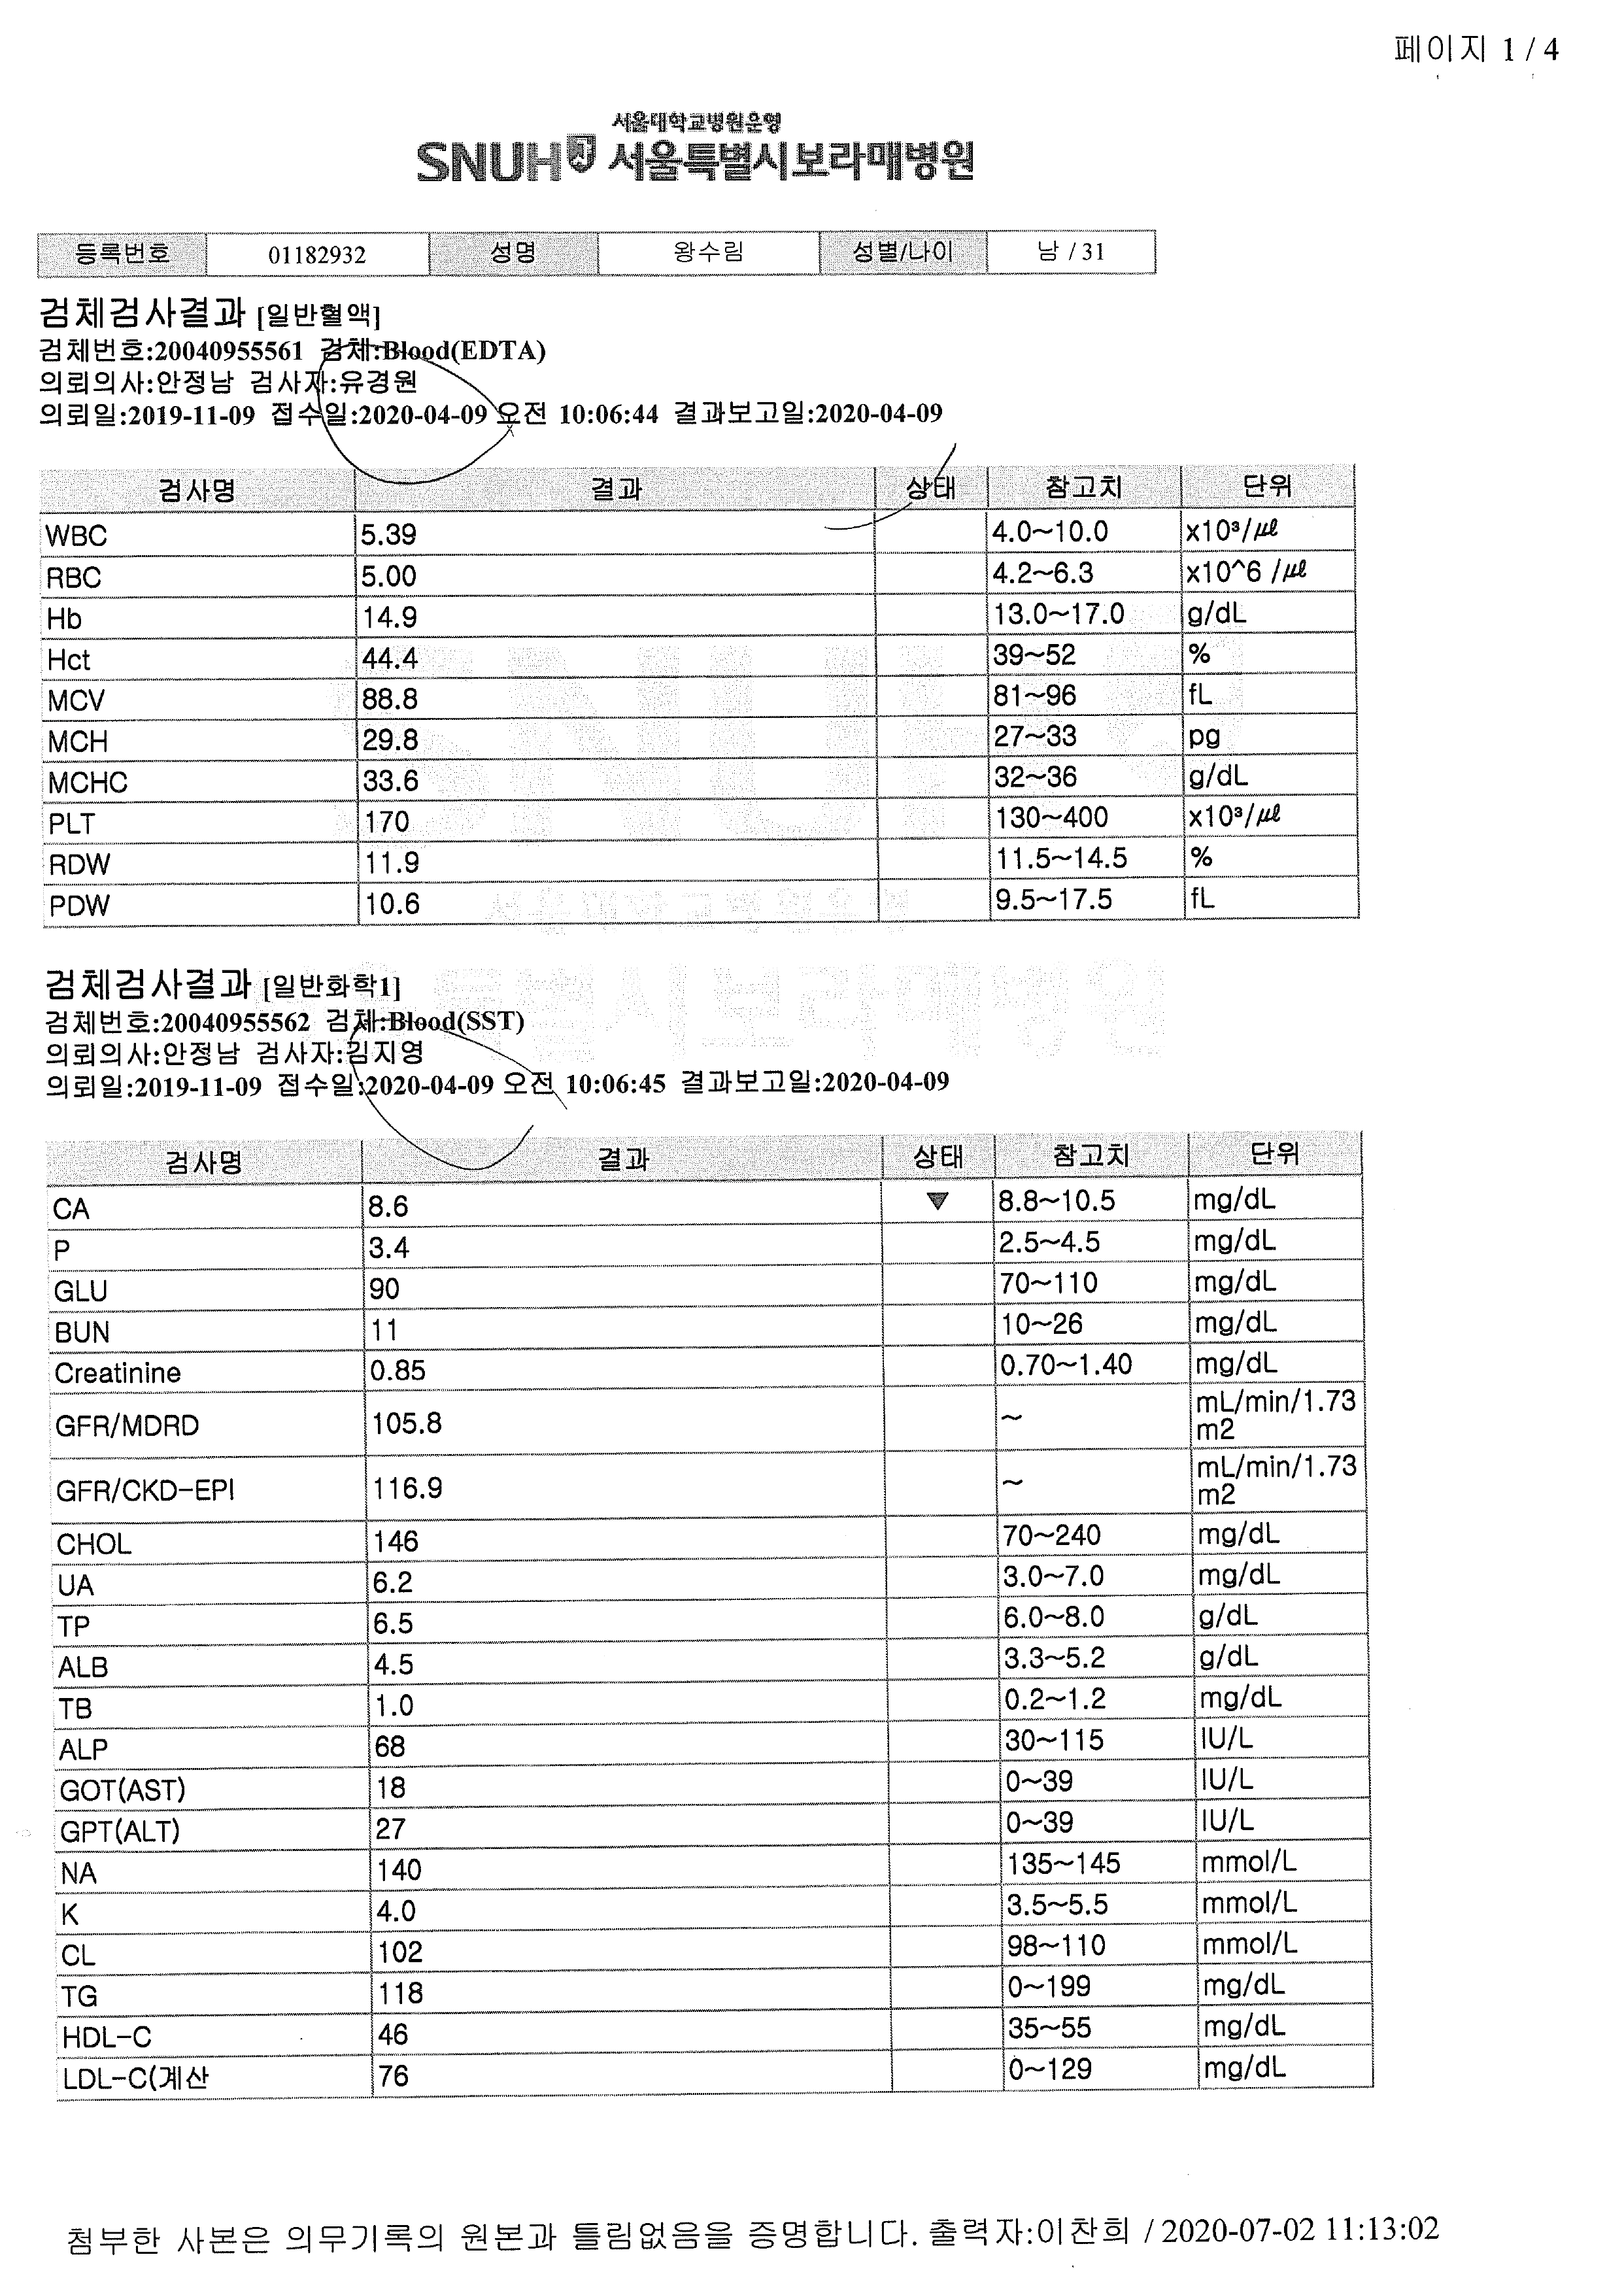 페이지 1 / 4
서울대학교병원운영
SNUH 서울특별시보라매병원
등록번호 01182932 성명 왕수림 성별/나이 남 / 31
검체검사결과 [일반혈액]
검체번호:20040955561 검체:Blood(EDTA)
의뢰의사:안정남 검사자:유경원
의뢰일:2019-11-09 접수일:2020-04-09 오전 10:06:44 결과보고일:2020-04-09
검사명 결과 상태 참고치 단위
WBC 5.39 4.0~10.0 x10³/㎕
RBC 5.00 4.2~6.3 x10^6 /㎕
Hb 14.9 13.0~17.0 g/dL
Hct 44.4 39~52 %
MCV 88.8 81~96 fL
MCH 29.8 27~33 pg
MCHC 33.6 32~36 g/dL
PLT 170 130~400 x10³/㎕
RDW 11.9 11.5~14.5 %
PDW 10.6 9.5~17.5 fL
검체검사결과 [일반화학1]
검체번호:20040955562 검체:Blood(SST)
의뢰의사:안정남 검사자:김지영
의뢰일:2019-11-09 접수일:2020-04-09 오전 10:06:45 결과보고일:2020-04-09
검사명 결과 상태 참고치 단위
CA 8.6 ▼ 8.8~10.5 mg/dL
P 3.4 2.5~4.5 mg/dL
GLU 90 70~110 mg/dL
BUN 11 10~26 mg/dL
Creatinine 0.85 0.70~1.40 mg/dL
GFR/MDRD 105.8 ~ mL/min/1.73
m2
GFR/CKD-EPI 116.9 ~ mL/min/1.73
m2
CHOL 146 70~240 mg/dL
UA 6.2 3.0~7.0 mg/dL
TP 6.5 6.0~8.0 g/dL
ALB 4.5 3.3~5.2 g/dL
TB 1.0 0.2~1.2 mg/dL
ALP 68 30~115 IU/L
GOT(AST) 18 0~39 IU/L
GPT(ALT) 27 0~39 IU/L
NA 140 135~145 mmol/L
K 4.0 3.5~5.5 mmol/L
CL 102 98~110 mmol/L
TG 118 0~199 mg/dL
HDL-C 46 35~55 mg/dL
LDL-C(계산 76 0~129 mg/dL
첨부한 사본은 의무기록의 원본과 틀림없음을 증명합니다. 출력자:이찬희 / 2020-07-02 11:13:02